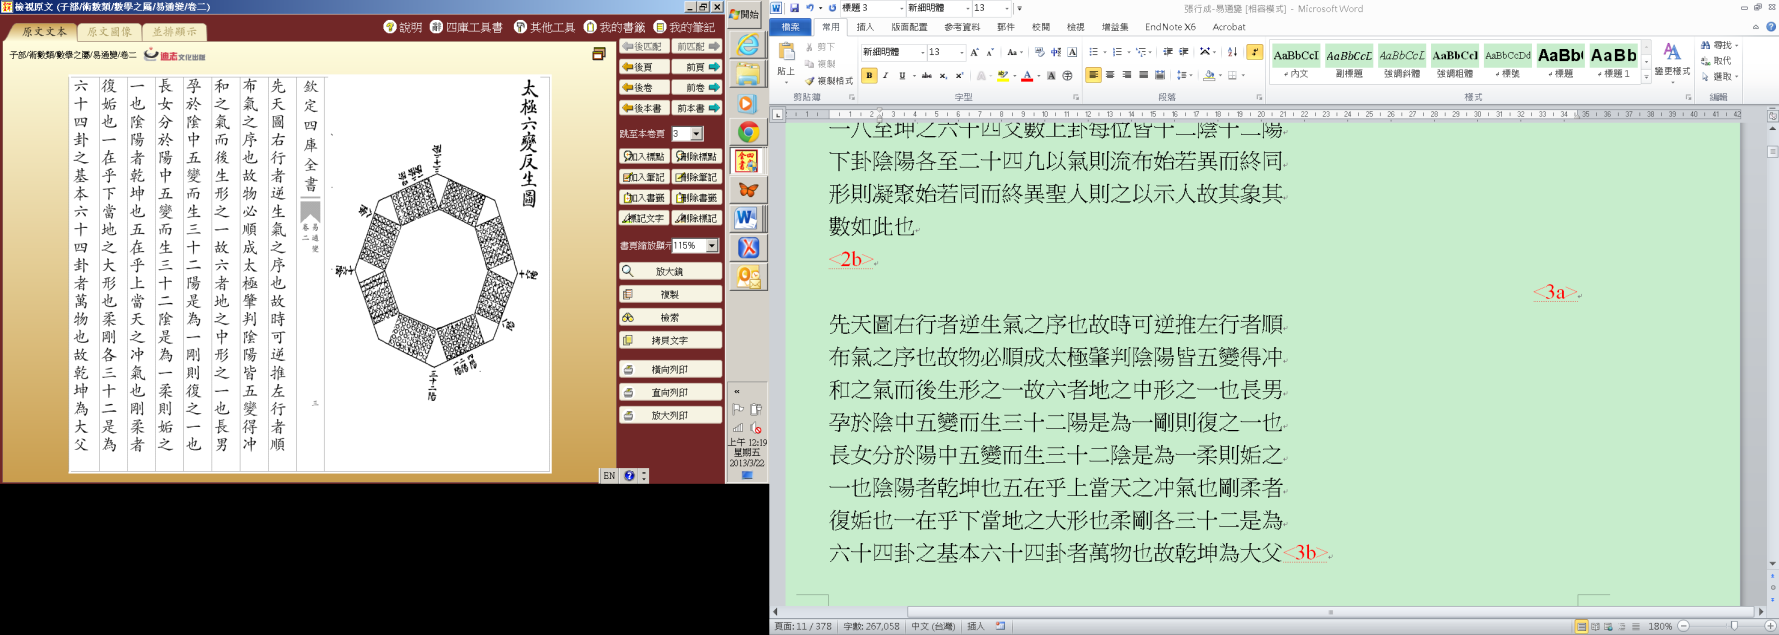 檢視原文 (子部/術數類/數學之屬/易通變/卷二)
原文文本 原文圖像 並排顯示
說明 四庫工具書 其他工具 我的書籤 我的筆記
子部/術數類/數學之屬/易通變/卷二
迪志文化出版
太極六變反生圖
三十二陽
欽定四庫全書
易通變
卷二
三
先天圖右行者逆生氣之序也故時可逆推左行者順
布氣之序也故物必順成太極肇判陰陽皆五變得冲
和之氣而後生形之一故六者地之中形之一也長男
孕於陰中五變而生三十二陽是為一剛則復之一也
長女分於陽中五變而生三十二陰是為一柔則姤之
一也陰陽者乾坤也五在乎上當天之冲氣也剛柔者
復姤也一在乎下當地之大形也柔剛各三十二是為
六十四卦之基本六十四卦者萬物也故乾坤為大父
後匹配 前匹配
後頁 前頁
後卷 前卷
後本書 前本書
跳至本卷頁 3
加入標點 刪除標點
加入筆記 刪除筆記
加入書籤 刪除書籤
標記文字 刪除標記
書頁縮放顯示 115%
放大鏡
複製
檢索
拷貝文字
橫向列印
直向列印
放大列印
EN
開始
上午 12:19
星期五
2013/3/22
標題 3 新細明體 13
張行成-易通變 [相容模式] - Microsoft Word
檔案 常用 插入 版面配置 參考資料 郵件 校閱 檢視 增益集 EndNote X6 Acrobat
貼上
剪下
複製
複製格式
剪貼簿
新細明體 13
B I U abc
字型
段落
AaBbCcI AaBbCcL AaBbCcL AaBbCcI AaBbCcDd AaBb( AaBb
內文 副標題 強調斜體 強調粗體 標號 標題 標題 1
變更樣式
樣式
尋找
取代
選取
編輯
一八至坤之六十四交數上卦每位皆十二陰十二陽
下卦陰陽各至二十四九以氣則流布始若異而終同
形則凝聚始若同而終異聖人則之以示人故其象其
數如此也
<2b>
<3a>
先天圖右行者逆生氣之序也故時可逆推左行者順
布氣之序也故物必順成太極肇判陰陽皆五變得冲
和之氣而後生形之一故六者地之中形之一也長男
孕於陰中五變而生三十二陽是為一剛則復之一也
長女分於陽中五變而生三十二陰是為一柔則姤之
一也陰陽者乾坤也五在乎上當天之冲氣也剛柔者
復姤也一在乎下當地之大形也柔剛各三十二是為
六十四卦之基本六十四卦者萬物也故乾坤為大父<3b>
頁面: 11 / 378 字數: 267,058 中文 (台灣) 插入 180%